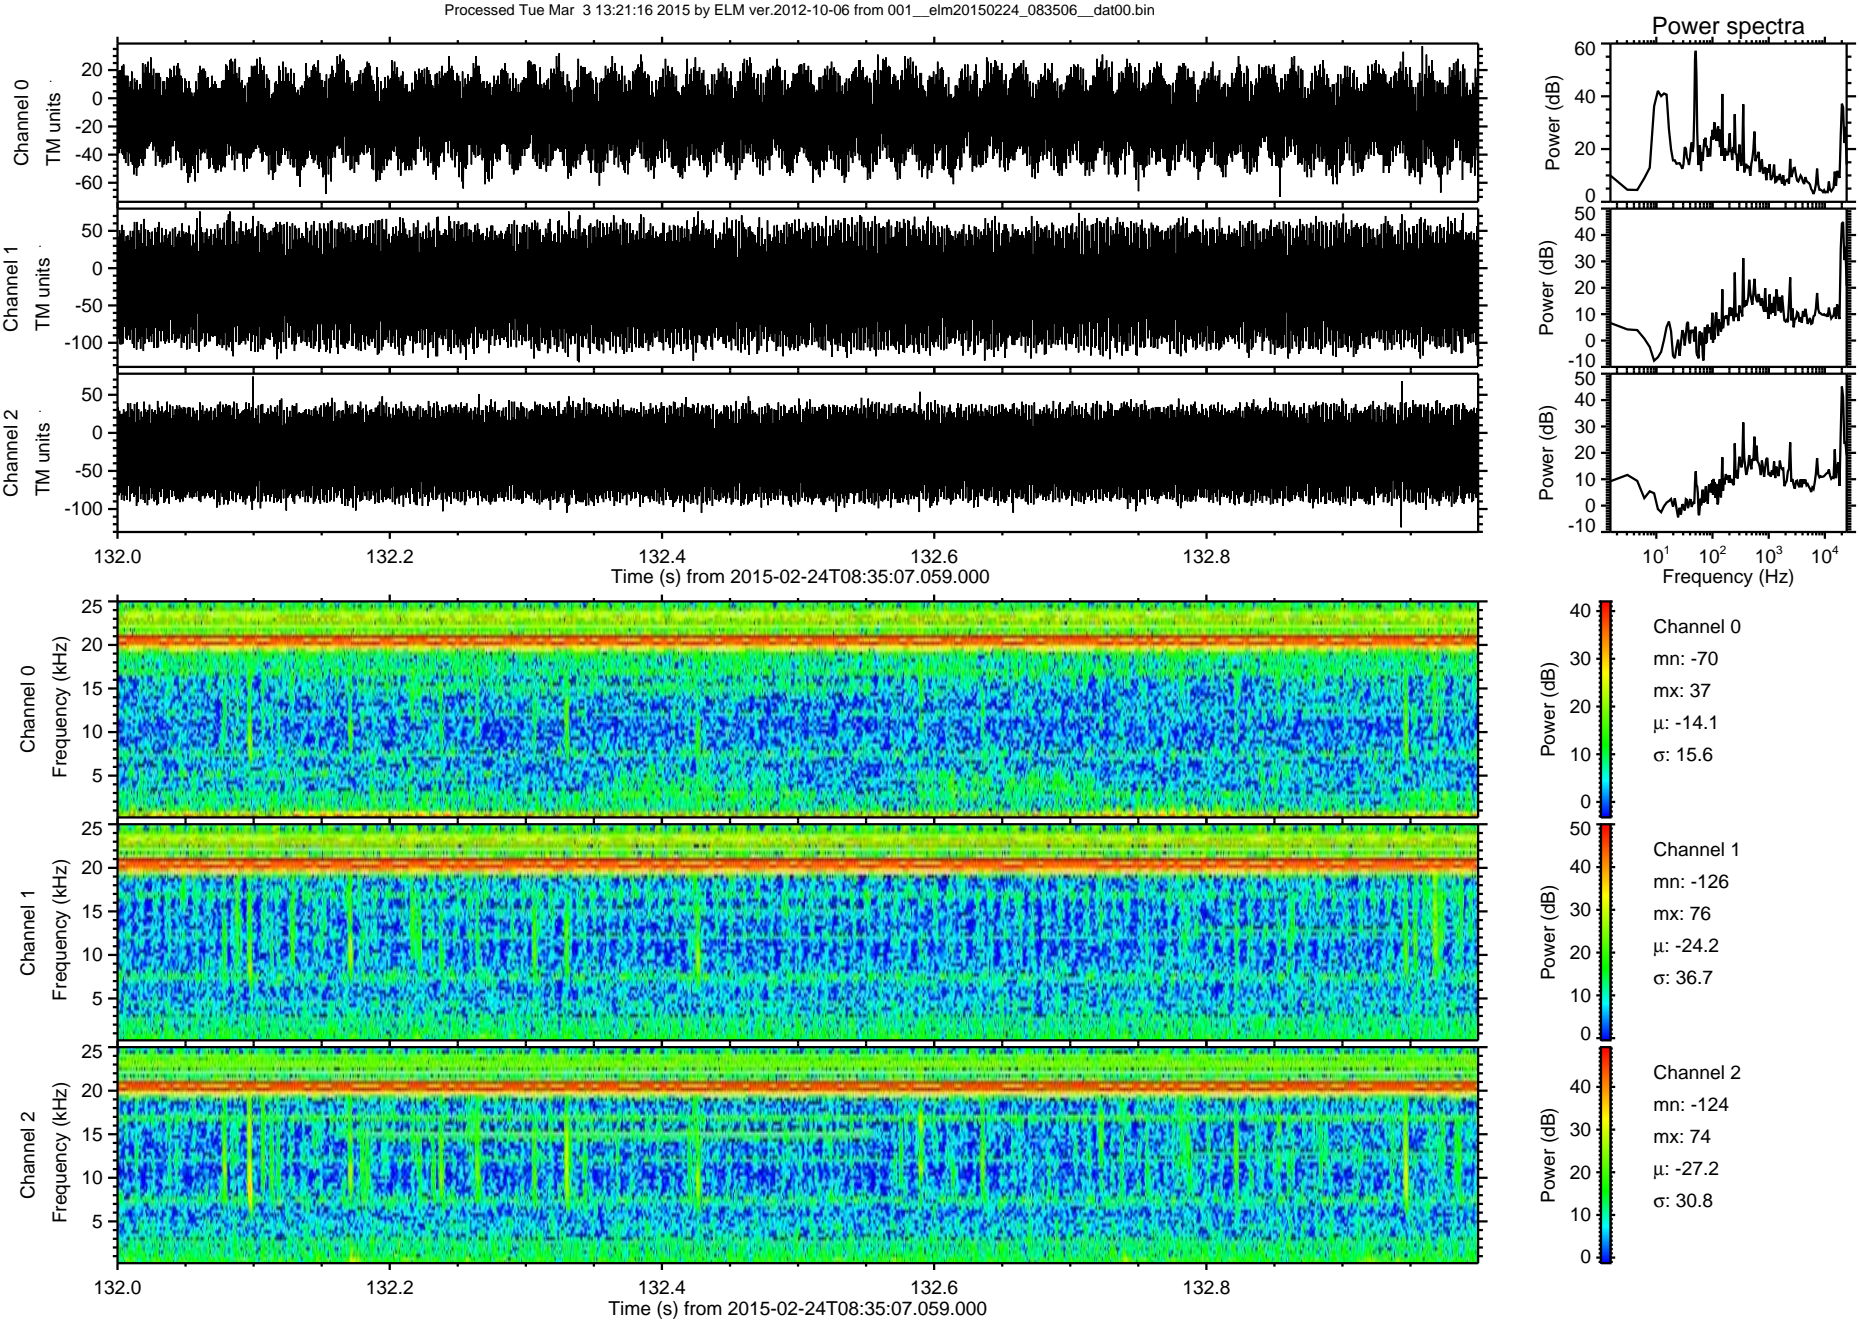 Processed Tue Mar  3 13:21:16 2015 by ELM ver.2012-10-06 from 001__elm20150224_083506__dat00.bin
Power spectra
Channel 0
TM units
20
0
-20
-40
-60
Power (dB)
60
40
20
0
Channel 1
TM units
50
0
-50
-100
Power (dB)
50
40
30
20
10
0
-10
Channel 2
TM units
50
0
-50
-100
Power (dB)
50
40
30
20
10
0
-10
132.0 132.2 132.4 132.6 132.8
Time (s) from 2015-02-24T08:35:07.059.000
10¹ 10² 10³ 10⁴
Frequency (Hz)
Channel 0
Frequency (kHz)
25
20
15
10
5
Power (dB)
40
30
20
10
0
Channel 0
mn: -70
mx: 37
µ: -14.1
σ: 15.6
Channel 1
Frequency (kHz)
25
20
15
10
5
Power (dB)
50
40
30
20
10
0
Channel 1
mn: -126
mx: 76
µ: -24.2
σ: 36.7
Channel 2
Frequency (kHz)
25
20
15
10
5
Power (dB)
40
30
20
10
0
Channel 2
mn: -124
mx: 74
µ: -27.2
σ: 30.8
132.0 132.2 132.4 132.6 132.8
Time (s) from 2015-02-24T08:35:07.059.000